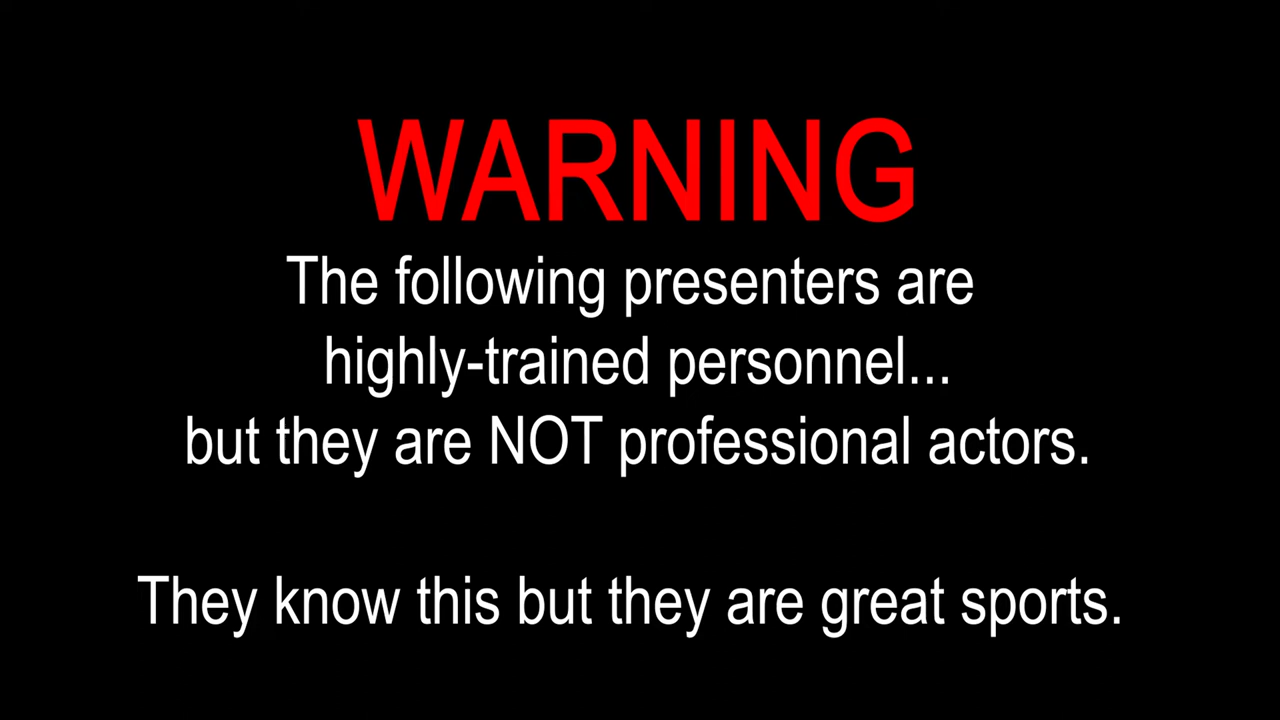 WARNING
The following presenters are
highly-trained personnel...
but they are NOT professional actors.
They know this but they are great sports.